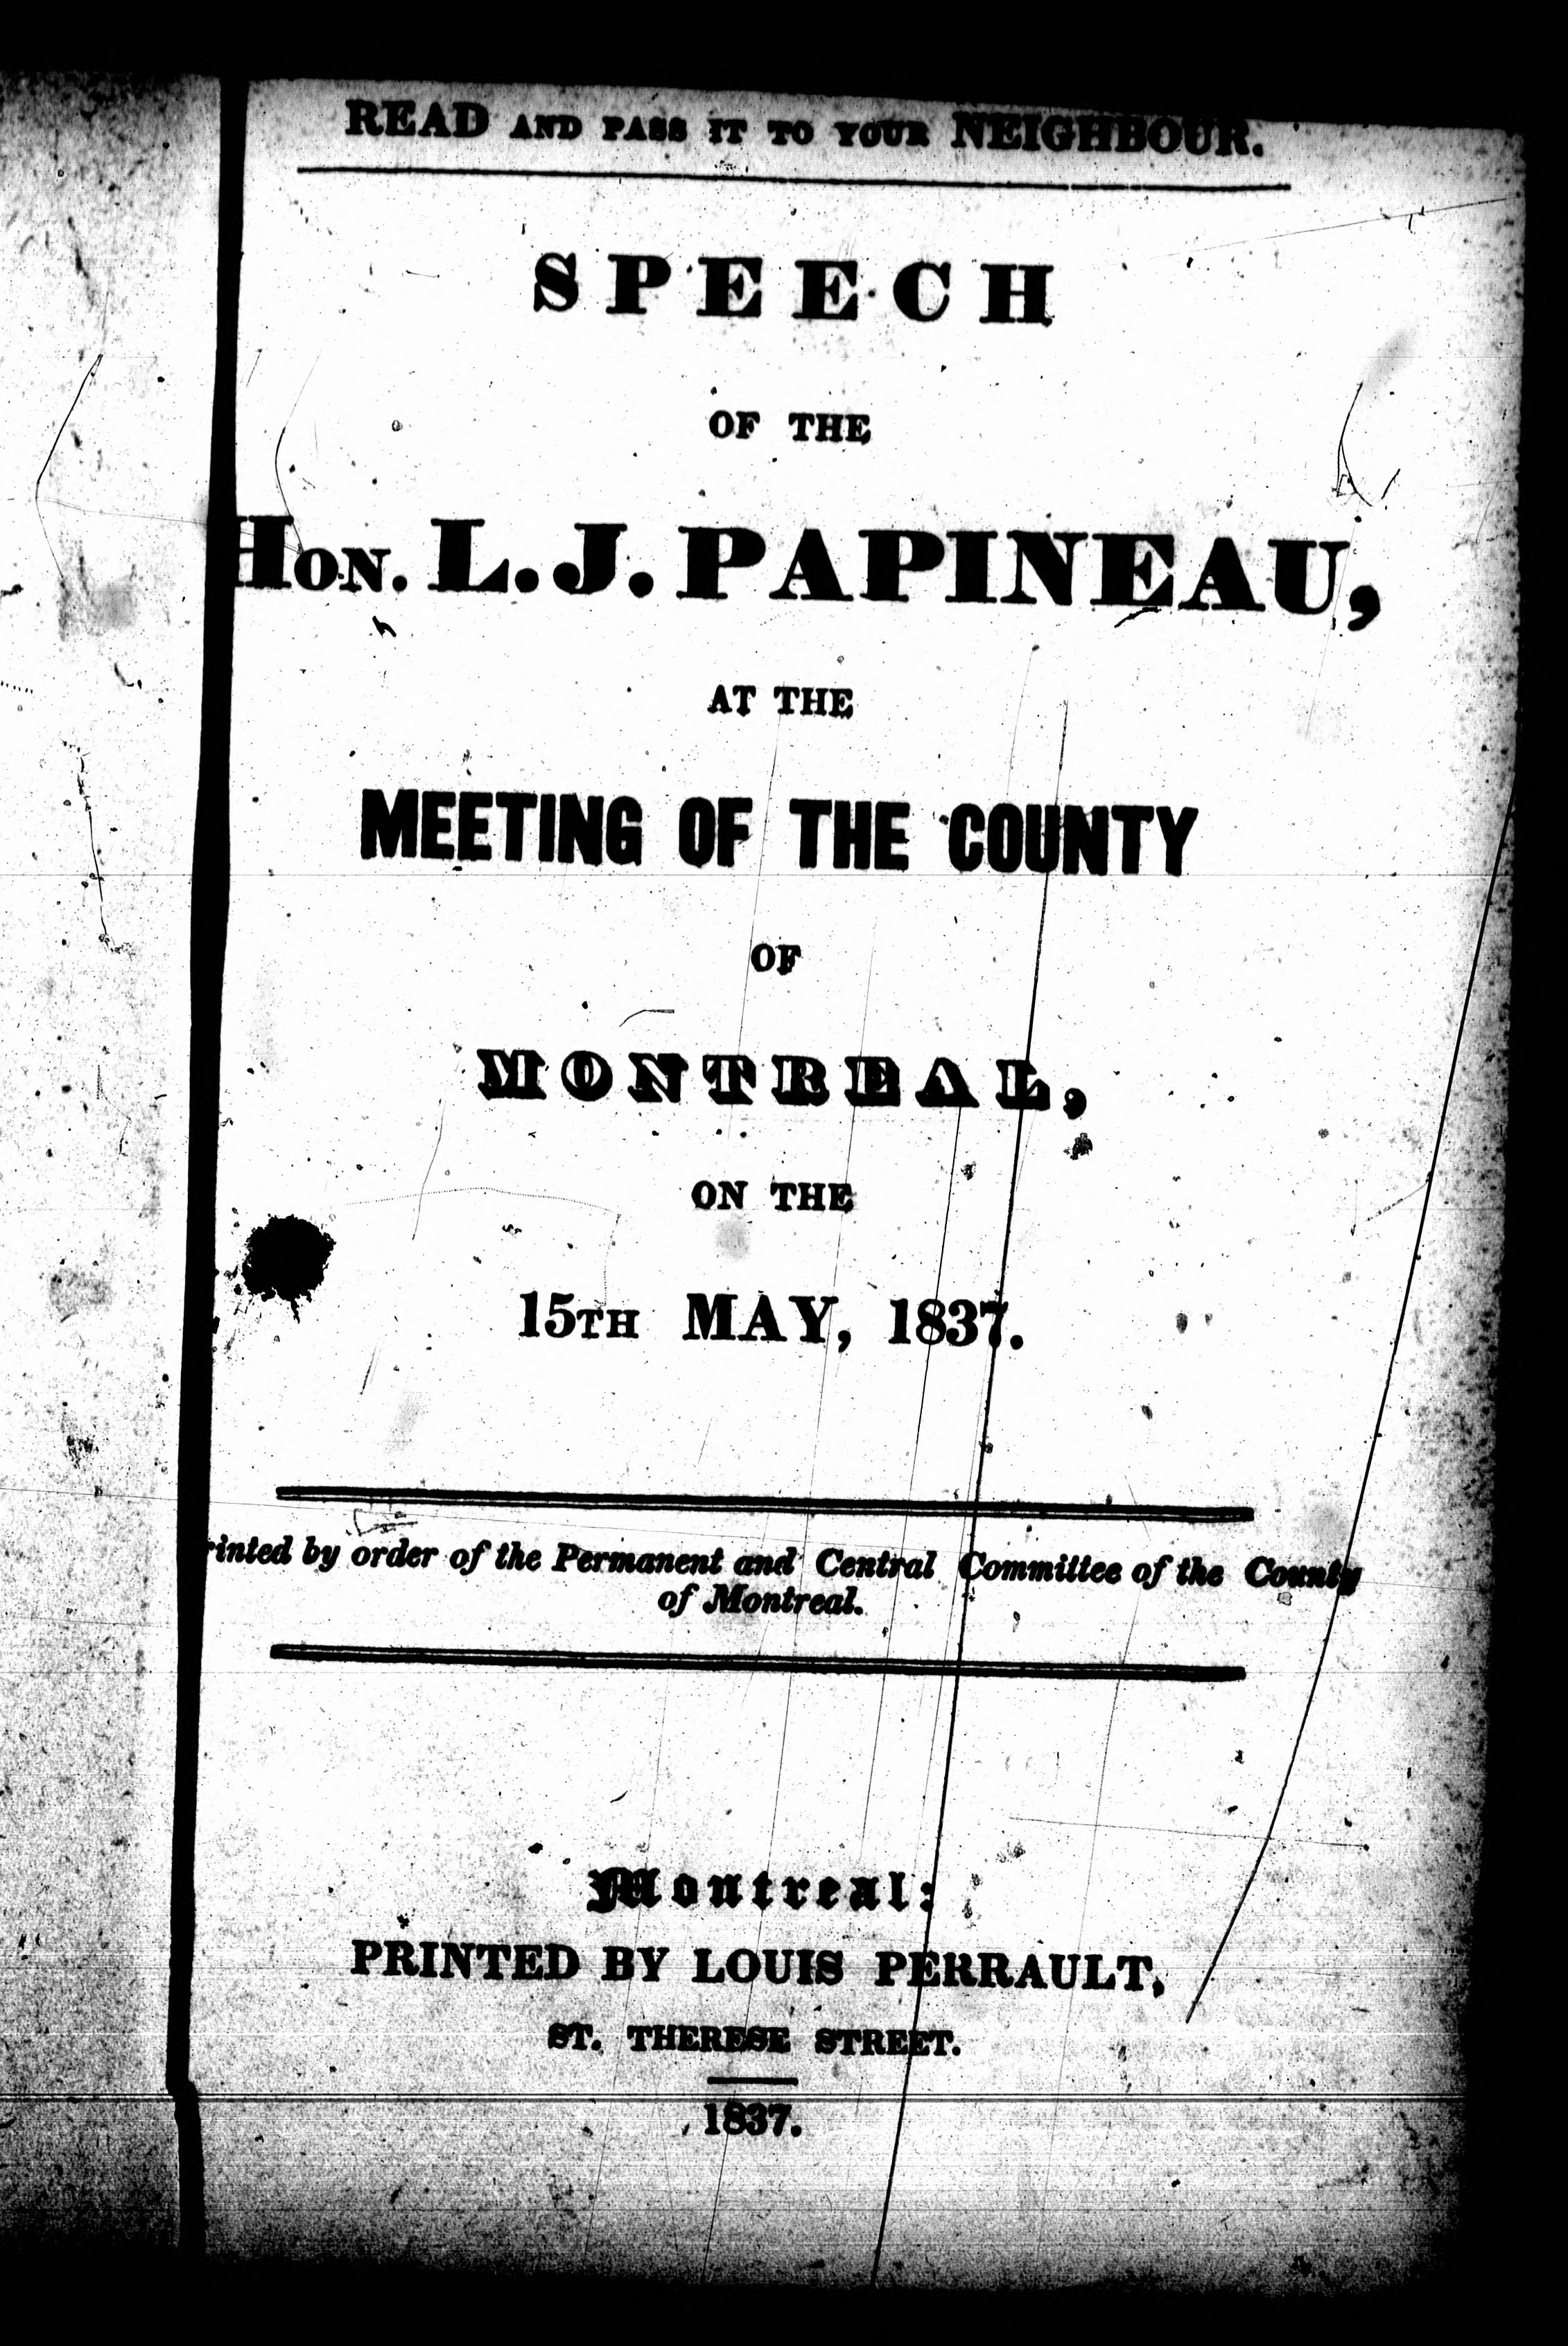 READ AND PASS IT TO YOUR NEIGHBOUR.
SPEECH
OF THE
HON. L. J. PAPINEAU,
AT THE
MEETING OF THE COUNTY
OF
MONTREAL,
ON THE
15TH MAY, 1837.
rinted by order of the Permanent and Central Committee of the County
of Montreal.
Montreal:
PRINTED BY LOUIS PERRAULT,
ST. THERESE STREET.
1837.